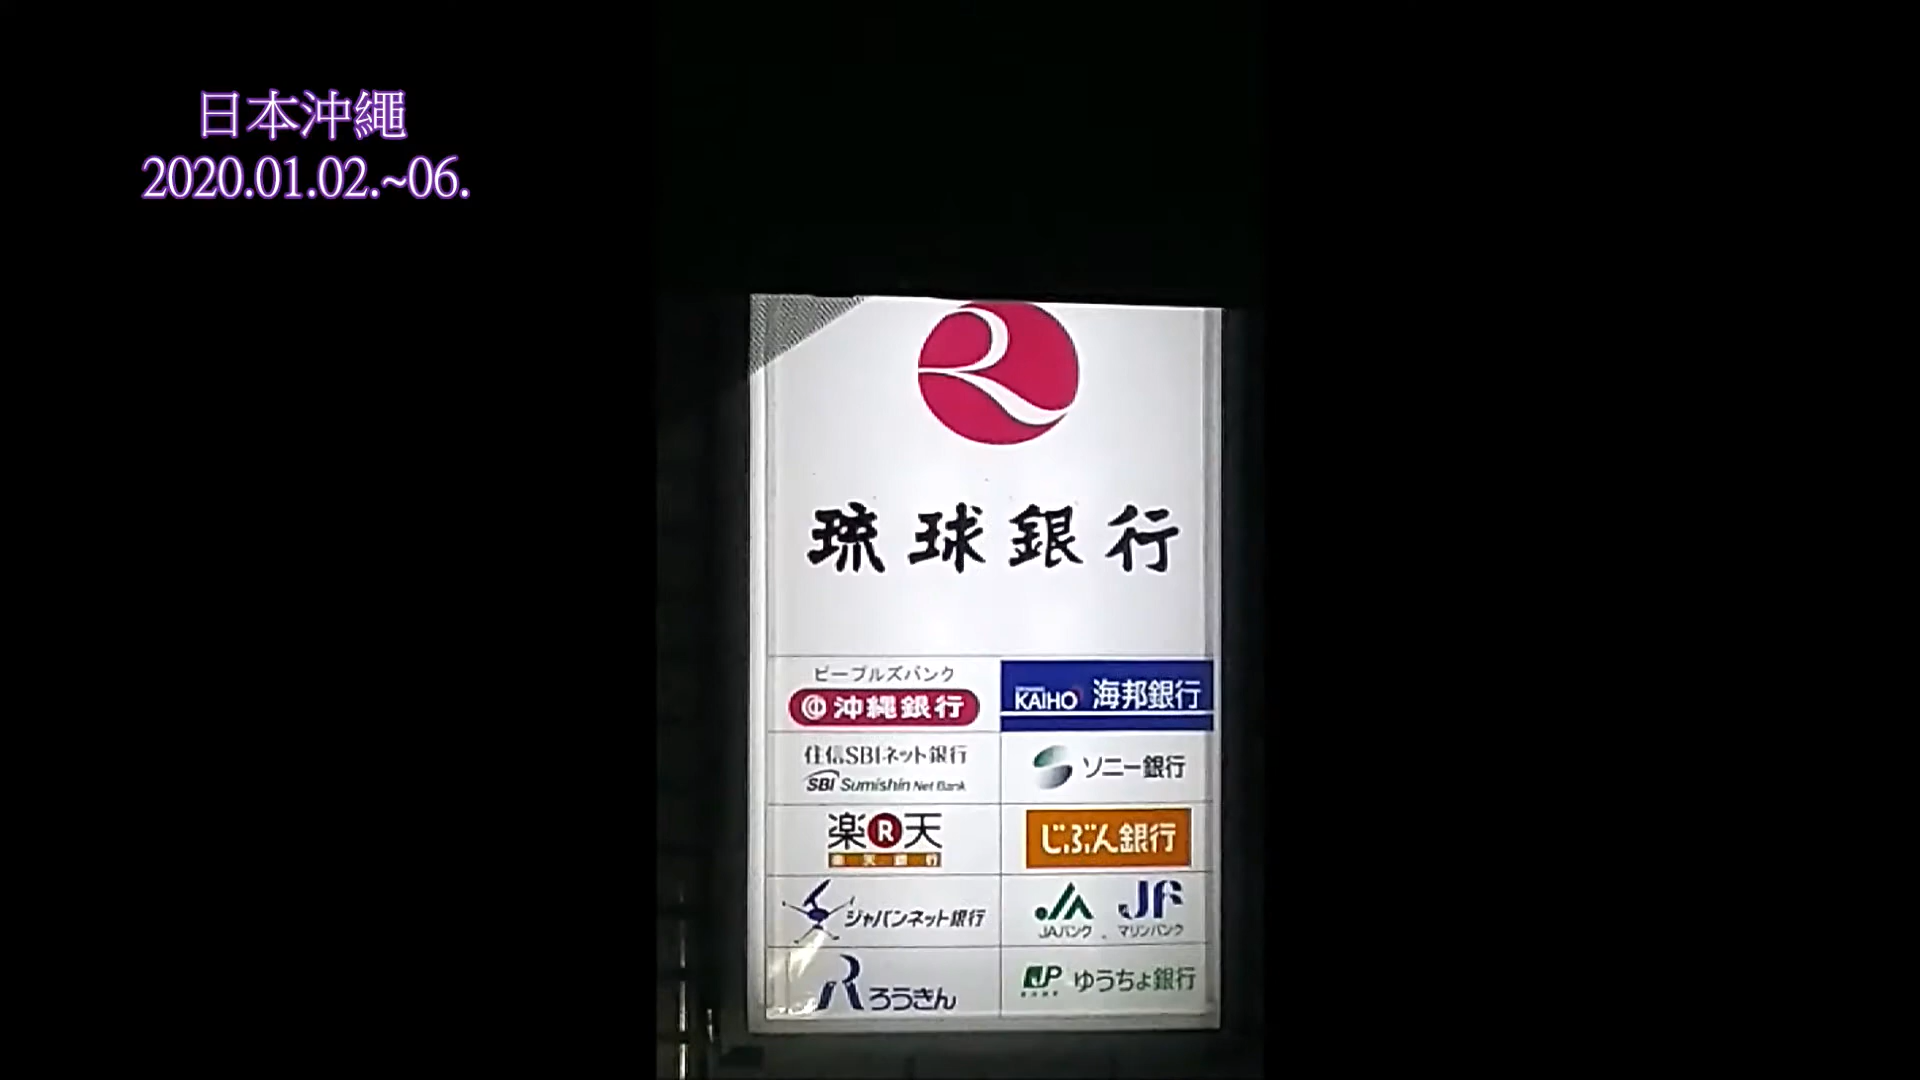 日本沖繩
2020.01.02.~06.
琉球銀行
ピープルズバンク
沖縄銀行
KAIHO 海邦銀行
住信SBIネット銀行
SBI Sumishin Net Bank
ソニー銀行
楽R天
楽天銀行
じぶん銀行
ジャパンネット銀行
JA JF
JAバンク . マリンバンク
ろうきん
JP ゆうちょ銀行